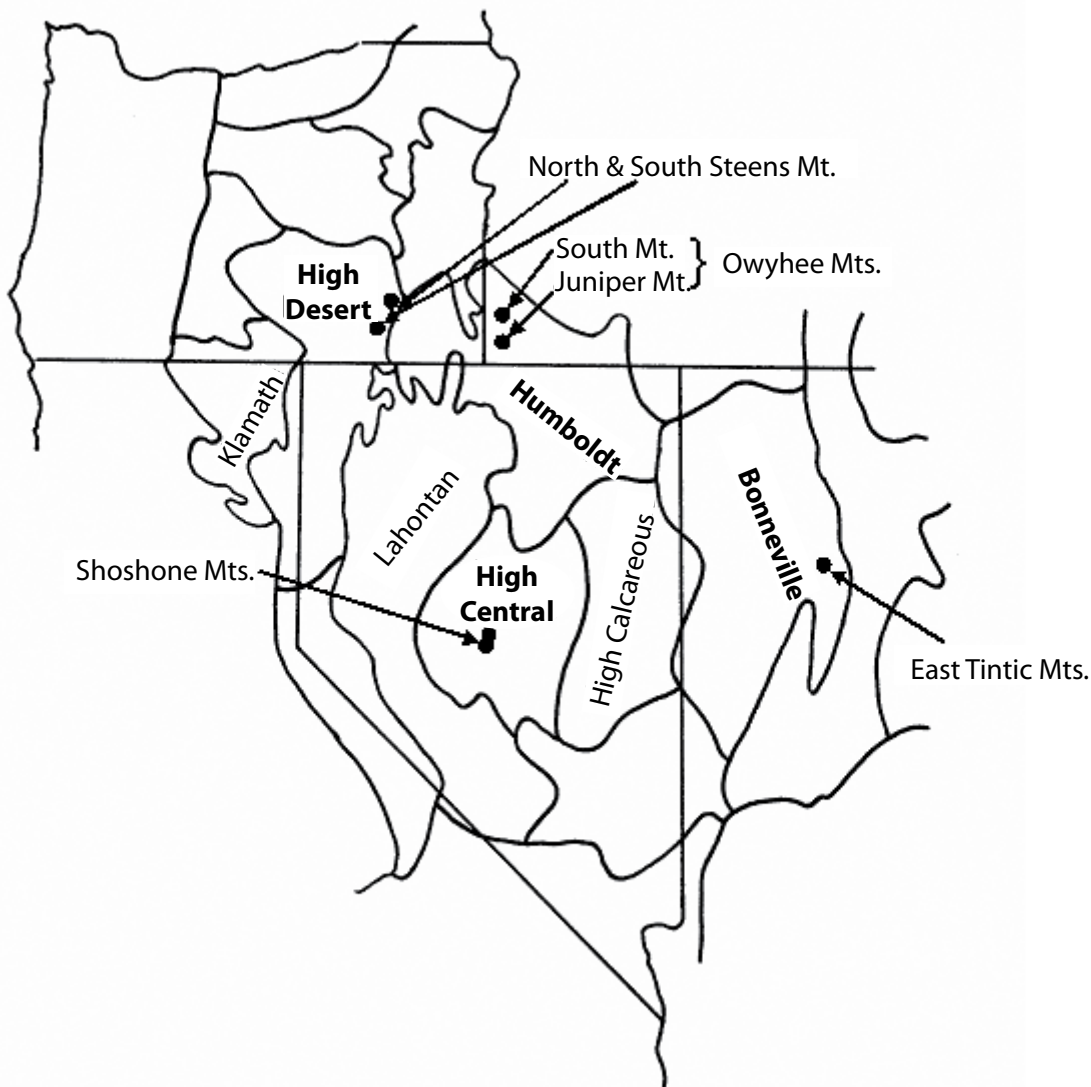 North & South Steens Mt.
South Mt.
Juniper Mt.
} Owyhee Mts.
High
Desert
Klamath
Humboldt
Lahontan
Bonneville
High Calcareous
Shoshone Mts.
High
Central
East Tintic Mts.